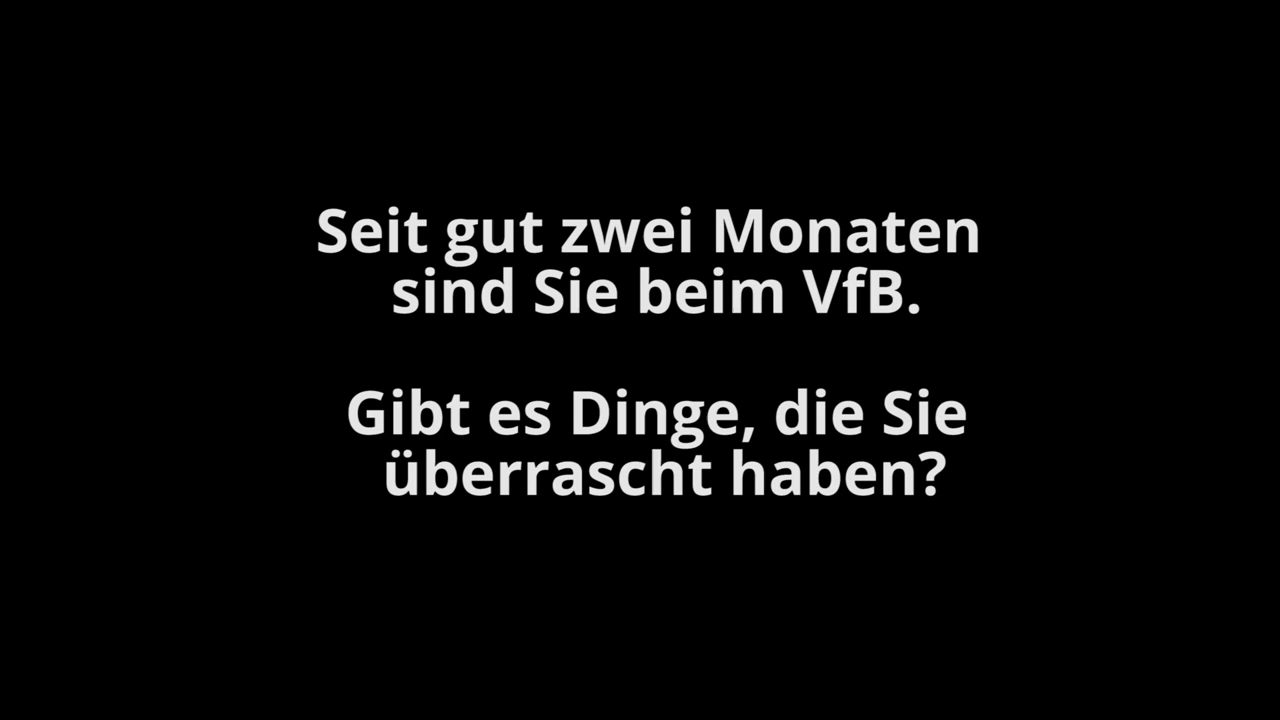 Seit gut zwei Monaten
sind Sie beim VfB.
Gibt es Dinge, die Sie
überrascht haben?